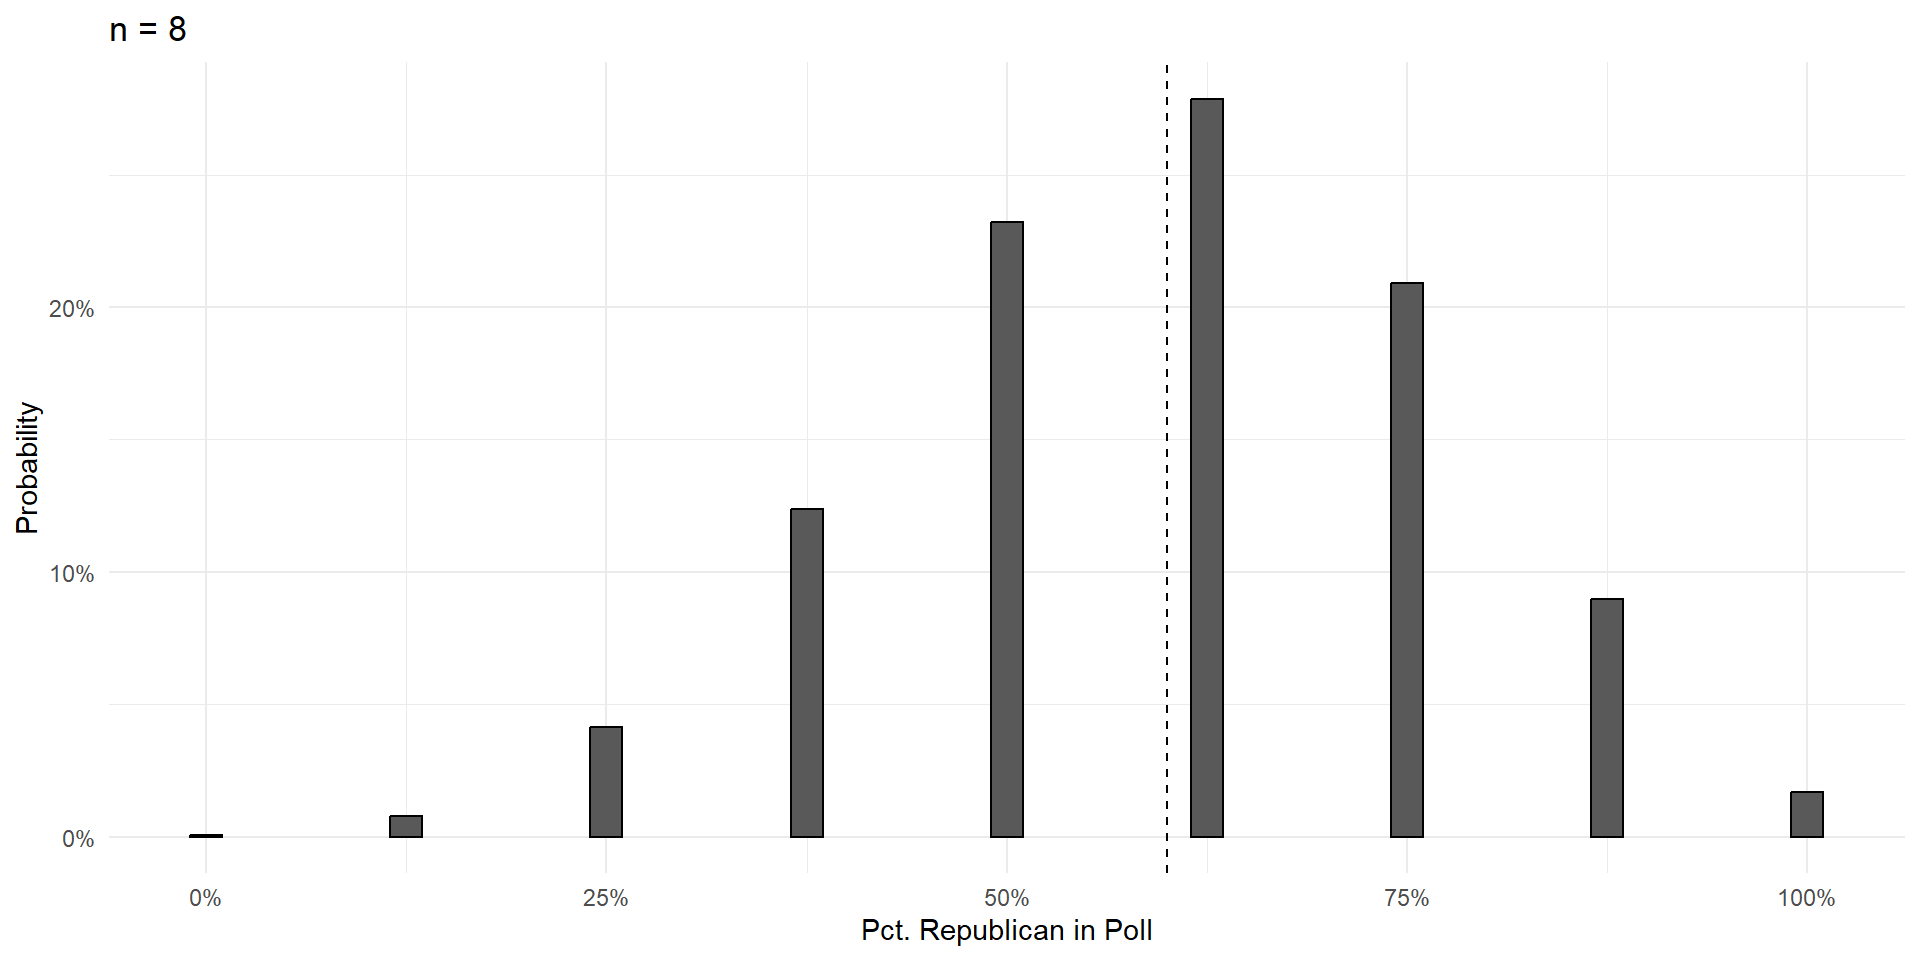 n = 8
Probability
20%
10%
0%
0% 25% 50% 75% 100%
Pct. Republican in Poll